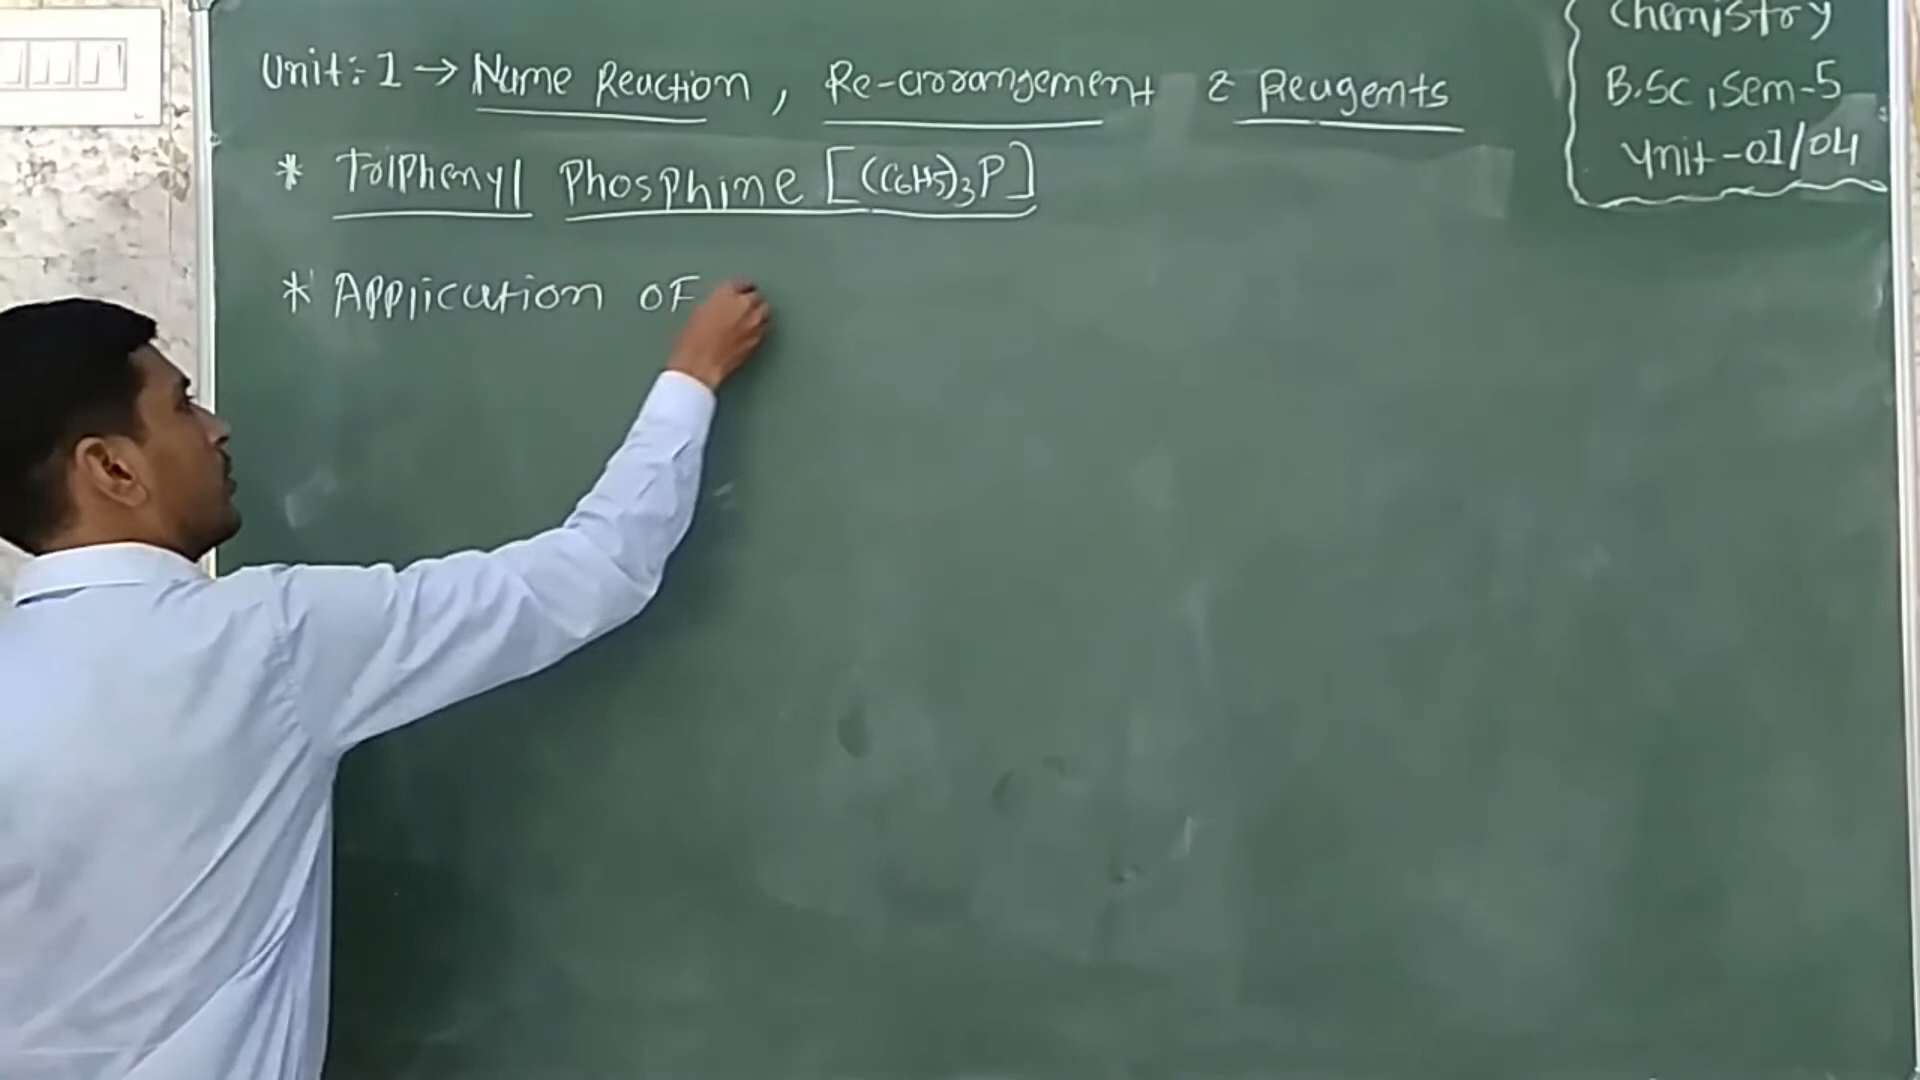 Unit:- 1 → Name Reaction, Re-arrangement & Reagents
* Triphenyl Phosphine [(C6H5)3P]
* Application of
Chemistry
B.Sc, Sem-5
Unit-01/04